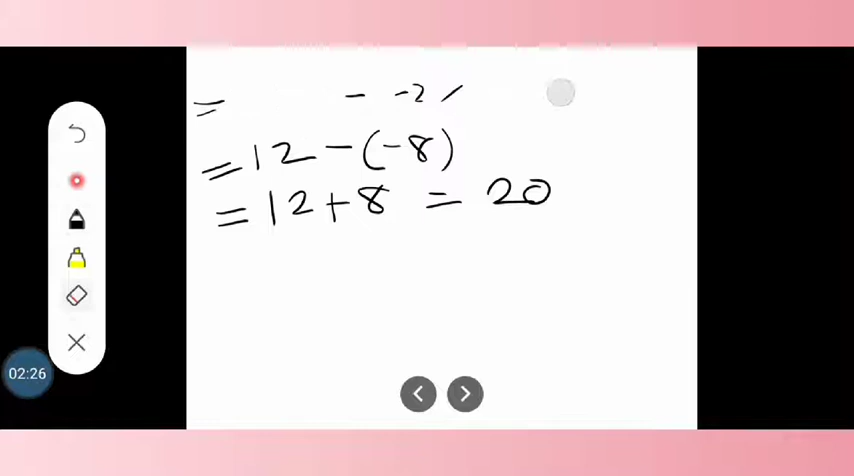 = - -2
= 12 - (-8)
= 12 + 8 = 20
02:26